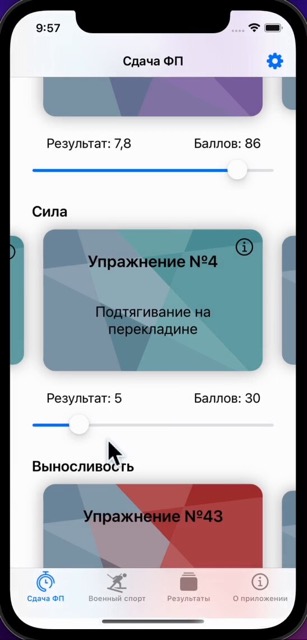 9:57
Сдача ФП
Результат: 7,8
Баллов: 86
Сила
Упражнение №4
Подтягивание на
перекладине
Результат: 5
Баллов: 30
Выносливость
Упражнение №43
Сдача ФП
Военный спорт
Результаты
О приложении